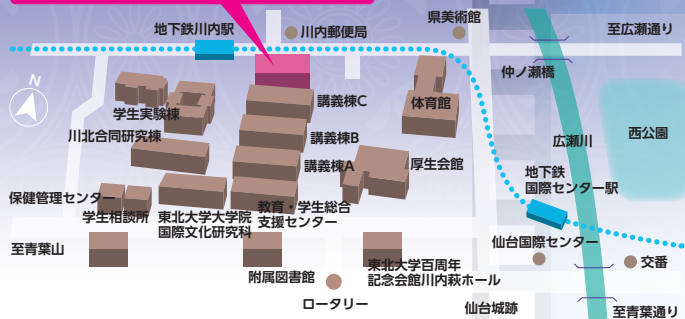 県美術館
地下鉄川内駅
川内郵便局
至広瀬通り
仲ノ瀬橋
N
学生実験棟
講義棟C
体育館
川北合同研究棟
講義棟B
広瀬川
西公園
講義棟A
厚生会館
地下鉄
国際センター駅
保健管理センター
学生相談所
東北大学大学院
国際文化研究科
教育・学生総合
支援センター
仙台国際センター
至青葉山
附属図書館
東北大学百周年
記念会館川内萩ホール
交番
ロータリー
仙台城跡
至青葉通り